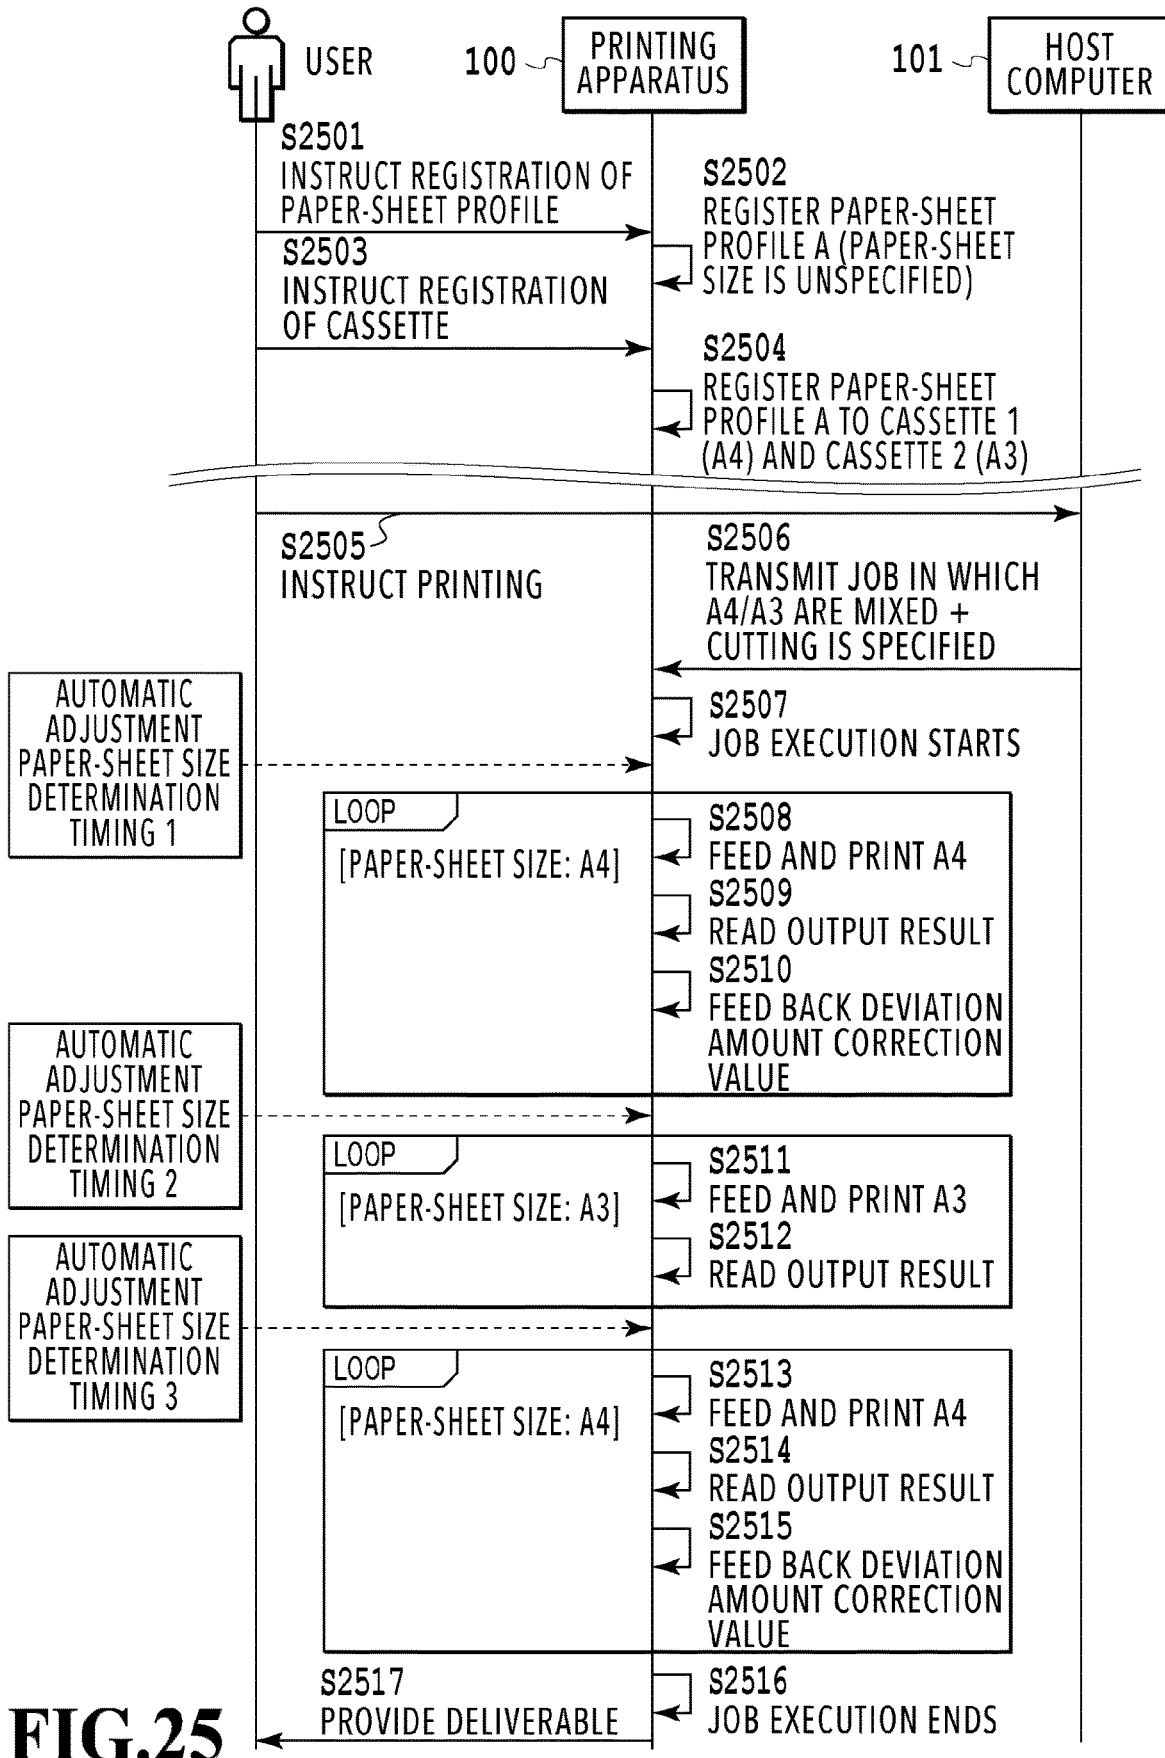 USER
100
PRINTING
APPARATUS
101
HOST
COMPUTER
S2501
INSTRUCT REGISTRATION OF
PAPER-SHEET PROFILE
S2502
REGISTER PAPER-SHEET
PROFILE A (PAPER-SHEET
SIZE IS UNSPECIFIED)
S2503
INSTRUCT REGISTRATION
OF CASSETTE
S2504
REGISTER PAPER-SHEET
PROFILE A TO CASSETTE 1
(A4) AND CASSETTE 2 (A3)
S2505
INSTRUCT PRINTING
S2506
TRANSMIT JOB IN WHICH
A4/A3 ARE MIXED +
CUTTING IS SPECIFIED
S2507
JOB EXECUTION STARTS
AUTOMATIC
ADJUSTMENT
PAPER-SHEET SIZE
DETERMINATION
TIMING 1
LOOP
[PAPER-SHEET SIZE: A4]
S2508
FEED AND PRINT A4
S2509
READ OUTPUT RESULT
S2510
FEED BACK DEVIATION
AMOUNT CORRECTION
VALUE
AUTOMATIC
ADJUSTMENT
PAPER-SHEET SIZE
DETERMINATION
TIMING 2
LOOP
[PAPER-SHEET SIZE: A3]
S2511
FEED AND PRINT A3
S2512
READ OUTPUT RESULT
AUTOMATIC
ADJUSTMENT
PAPER-SHEET SIZE
DETERMINATION
TIMING 3
LOOP
[PAPER-SHEET SIZE: A4]
S2513
FEED AND PRINT A4
S2514
READ OUTPUT RESULT
S2515
FEED BACK DEVIATION
AMOUNT CORRECTION
VALUE
S2516
JOB EXECUTION ENDS
S2517
PROVIDE DELIVERABLE
FIG.25